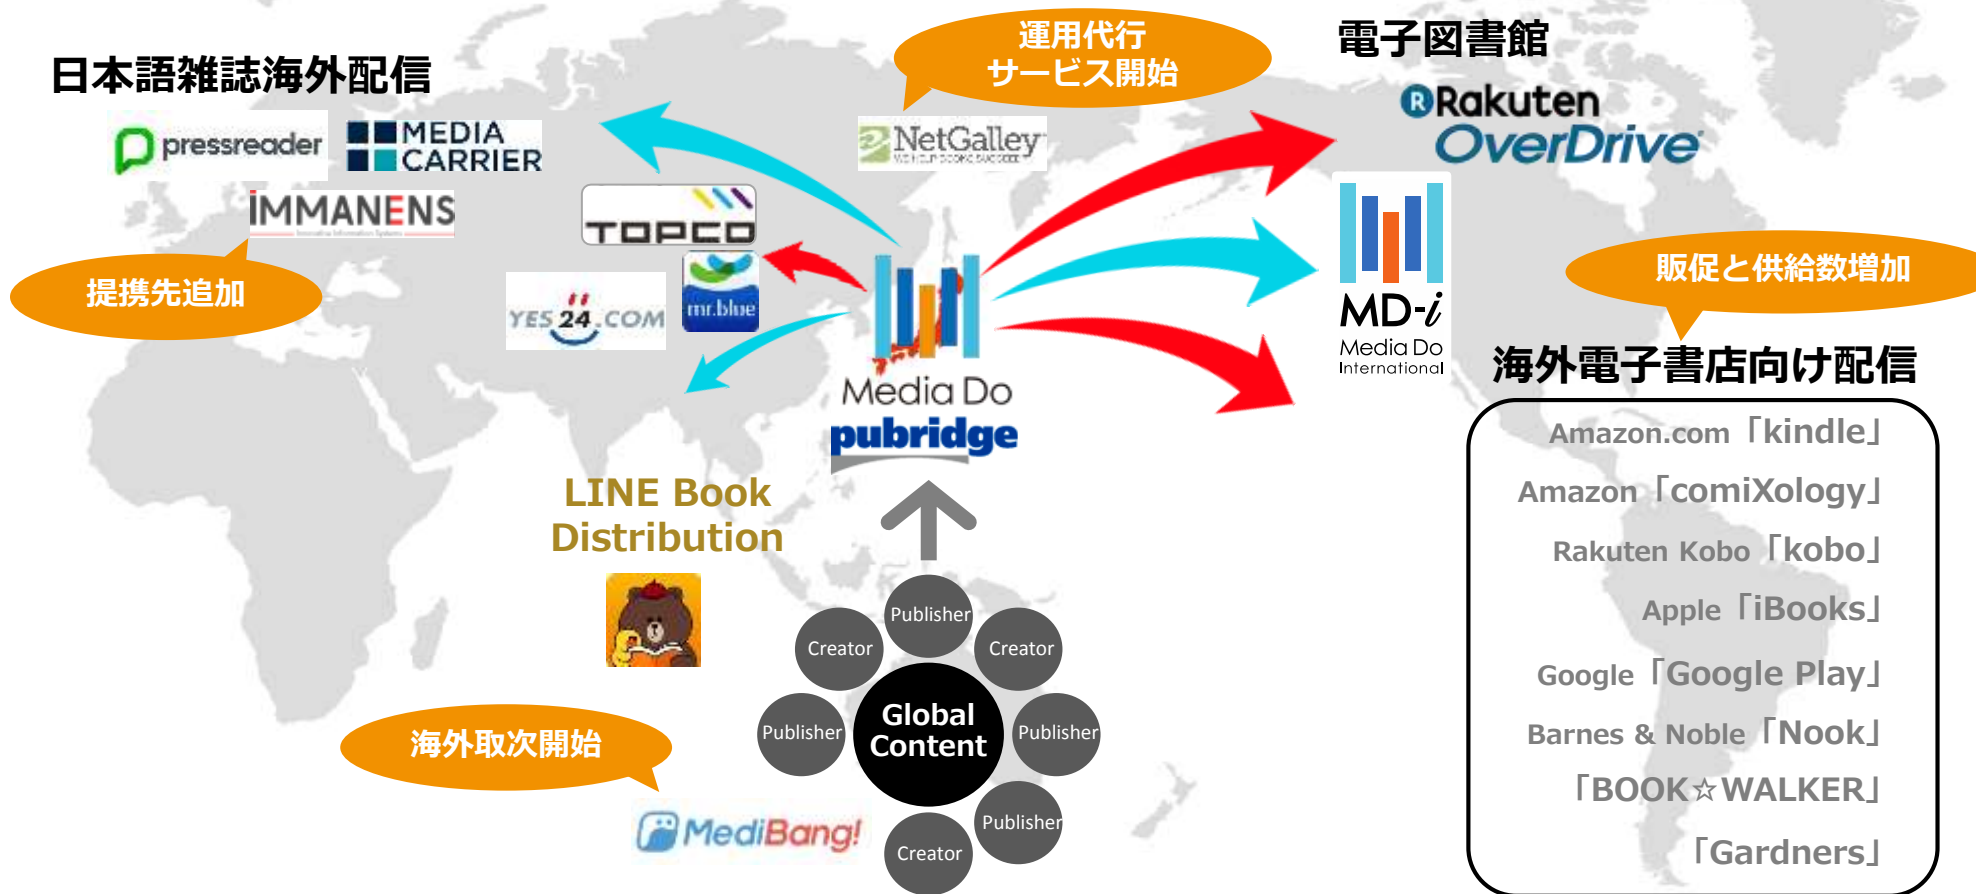 日本語雑誌海外配信
pressreader
MEDIA
CARRIER
IMMANENS
提携先追加
運用代行
サービス開始
NetGalley
TOPCO
YES24.COM
mr.blue
Media Do
pubridge
電子図書館
Rakuten
OverDrive
MD-i
Media Do
International
販促と供給数増加
海外電子書店向け配信
Amazon.com「kindle」
Amazon「comiXology」
Rakuten Kobo「kobo」
Apple「iBooks」
Google「Google Play」
Barnes & Noble「Nook」
「BOOK☆WALKER」
「Gardners」
LINE Book
Distribution
海外取次開始
MediBang!
Publisher
Creator
Creator
Publisher
Global
Content
Publisher
Publisher
Creator